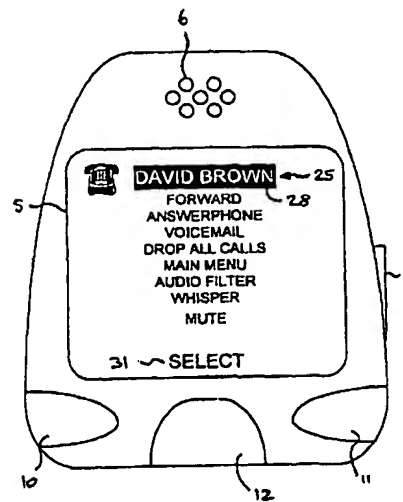 6
DAVID BROWN 25
5 FORWARD 28
ANSWERPHONE
VOICEMAIL
DROP ALL CALLS
MAIN MENU
AUDIO FILTER
WHISPER
MUTE
31 SELECT
10 12 11